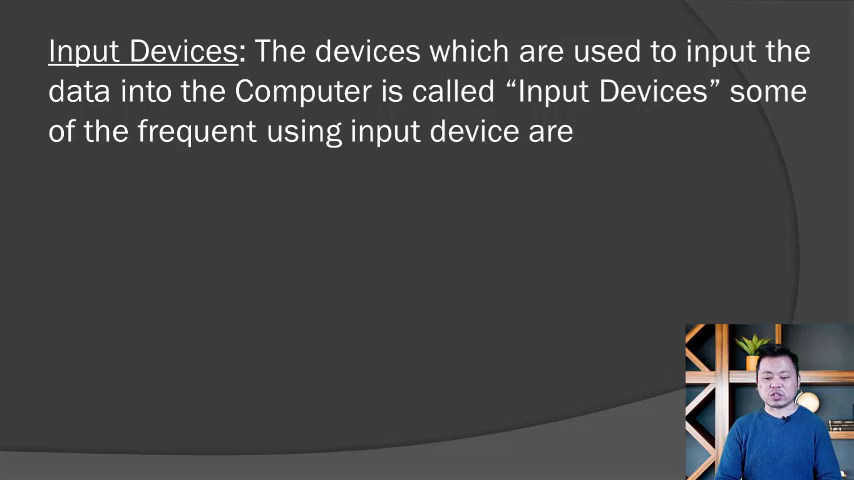 Input Devices: The devices which are used to input the
data into the Computer is called “Input Devices” some
of the frequent using input device are